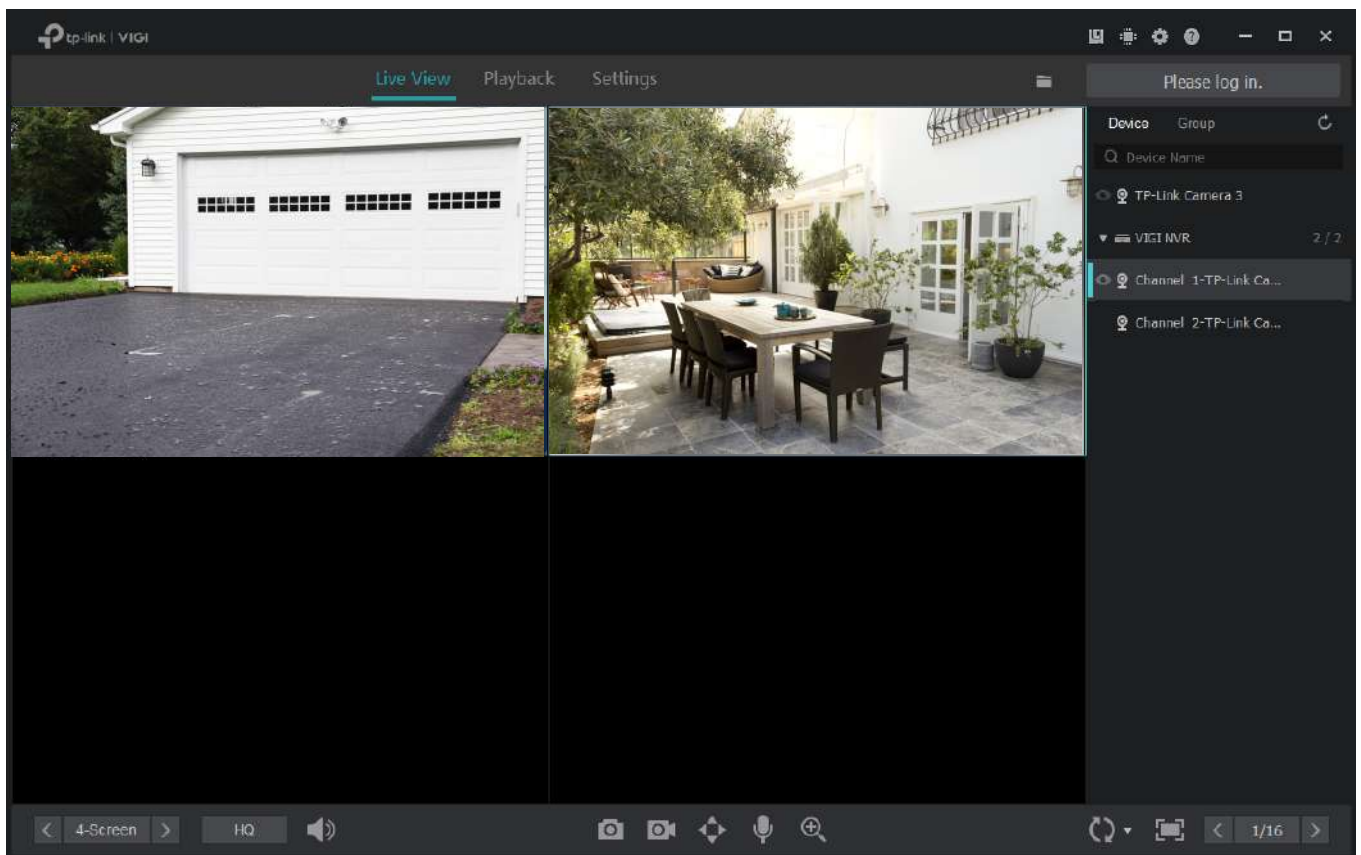 tp-link | VIGI
Live View Playback Settings
Please log in.
Device Group
Device Name
TP-Link Camera 3
VIGI NVR 2 / 2
Channel 1-TP-Link Ca...
Channel 2-TP-Link Ca...
4-Screen HQ 1/16